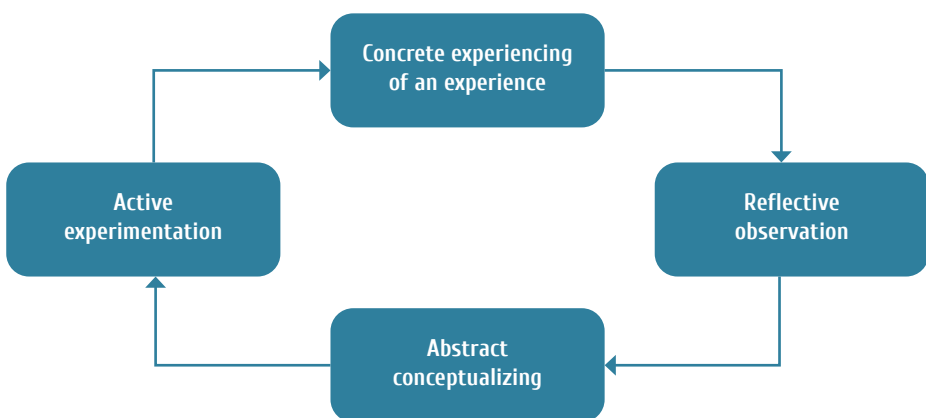 Concrete experiencing
of an experience
Active
experimentation
Reflective
observation
Abstract
conceptualizing